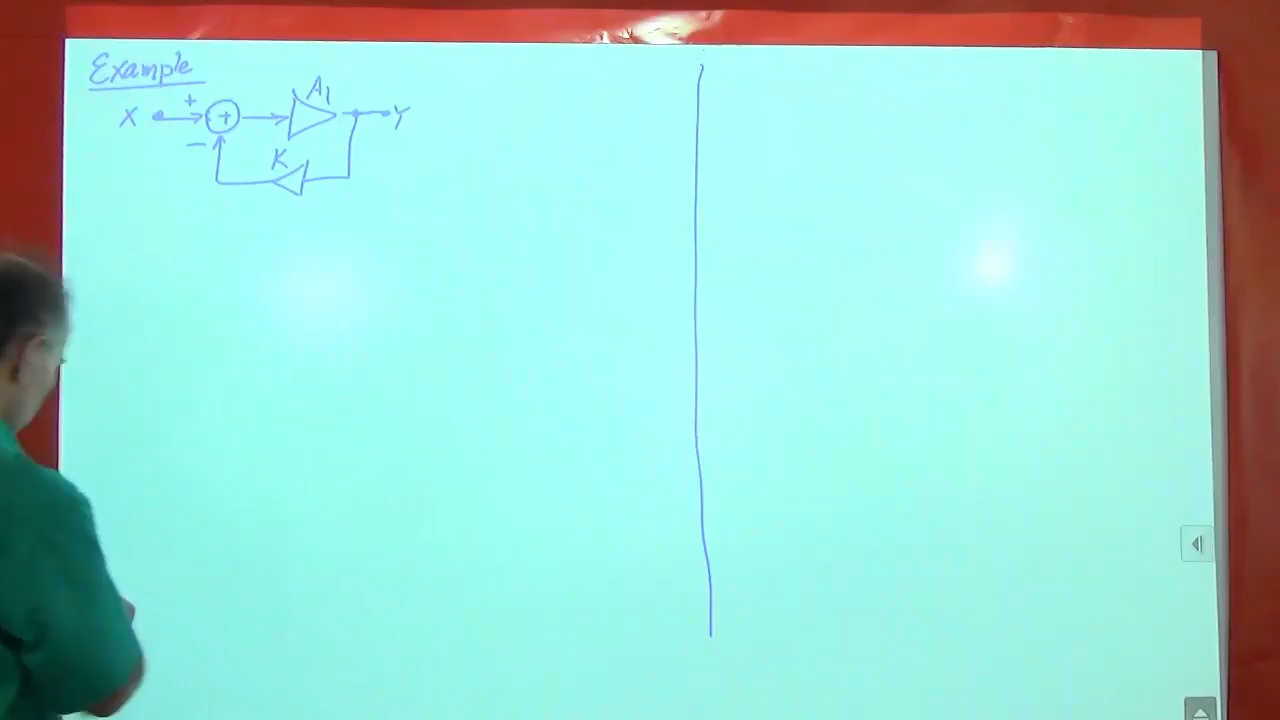 Example
X + + A1 Y
− K